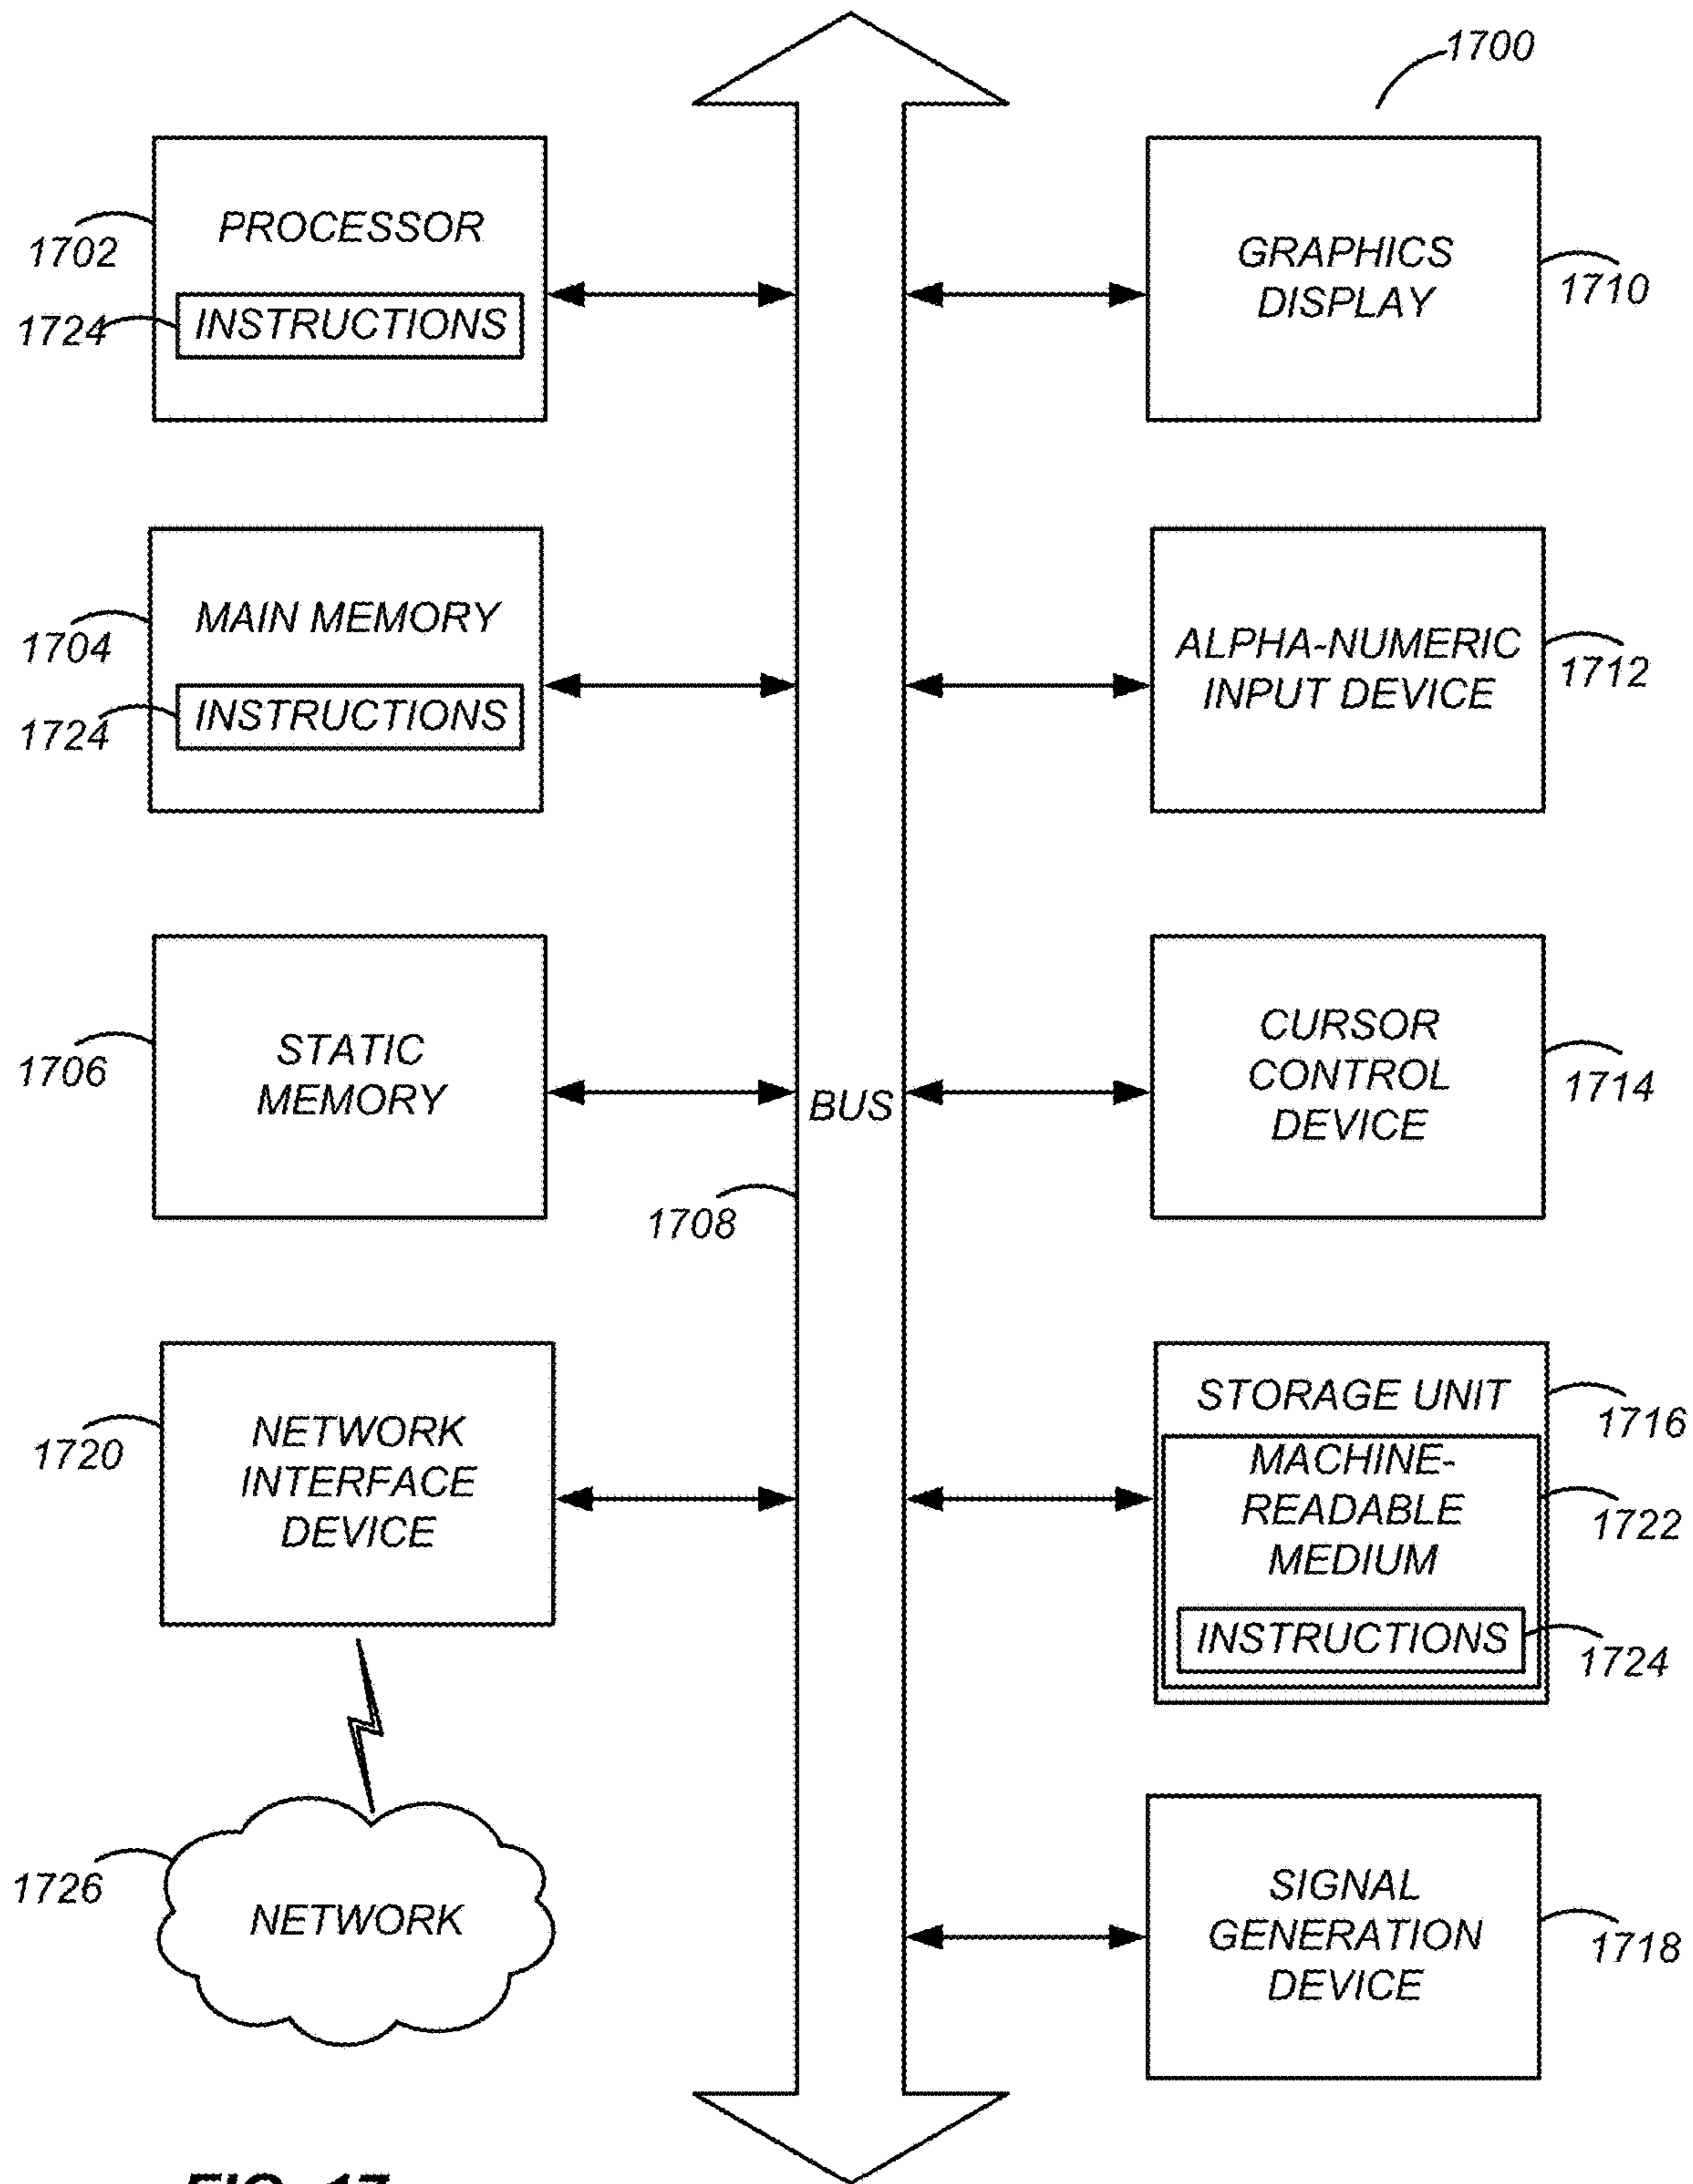 1700
PROCESSOR
1702
INSTRUCTIONS
1724
GRAPHICS
DISPLAY
1710
MAIN MEMORY
1704
INSTRUCTIONS
1724
ALPHA-NUMERIC
INPUT DEVICE
1712
STATIC
MEMORY
1706
BUS
1708
CURSOR
CONTROL
DEVICE
1714
NETWORK
INTERFACE
DEVICE
1720
STORAGE UNIT
1716
MACHINE-
READABLE
MEDIUM
1722
INSTRUCTIONS
1724
NETWORK
1726
SIGNAL
GENERATION
DEVICE
1718
FIG. 17